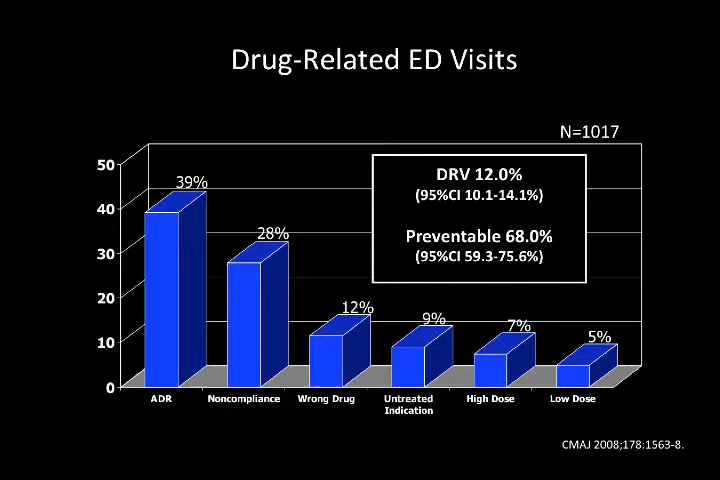 Drug-Related ED Visits
N=1017
DRV 12.0%
(95%CI 10.1-14.1%)
Preventable 68.0%
(95%CI 59.3-75.6%)
50
40
30
20
10
0
39%
28%
12%
9%
7%
5%
ADR
Noncompliance
Wrong Drug
Untreated
Indication
High Dose
Low Dose
CMAJ 2008;178:1563-8.